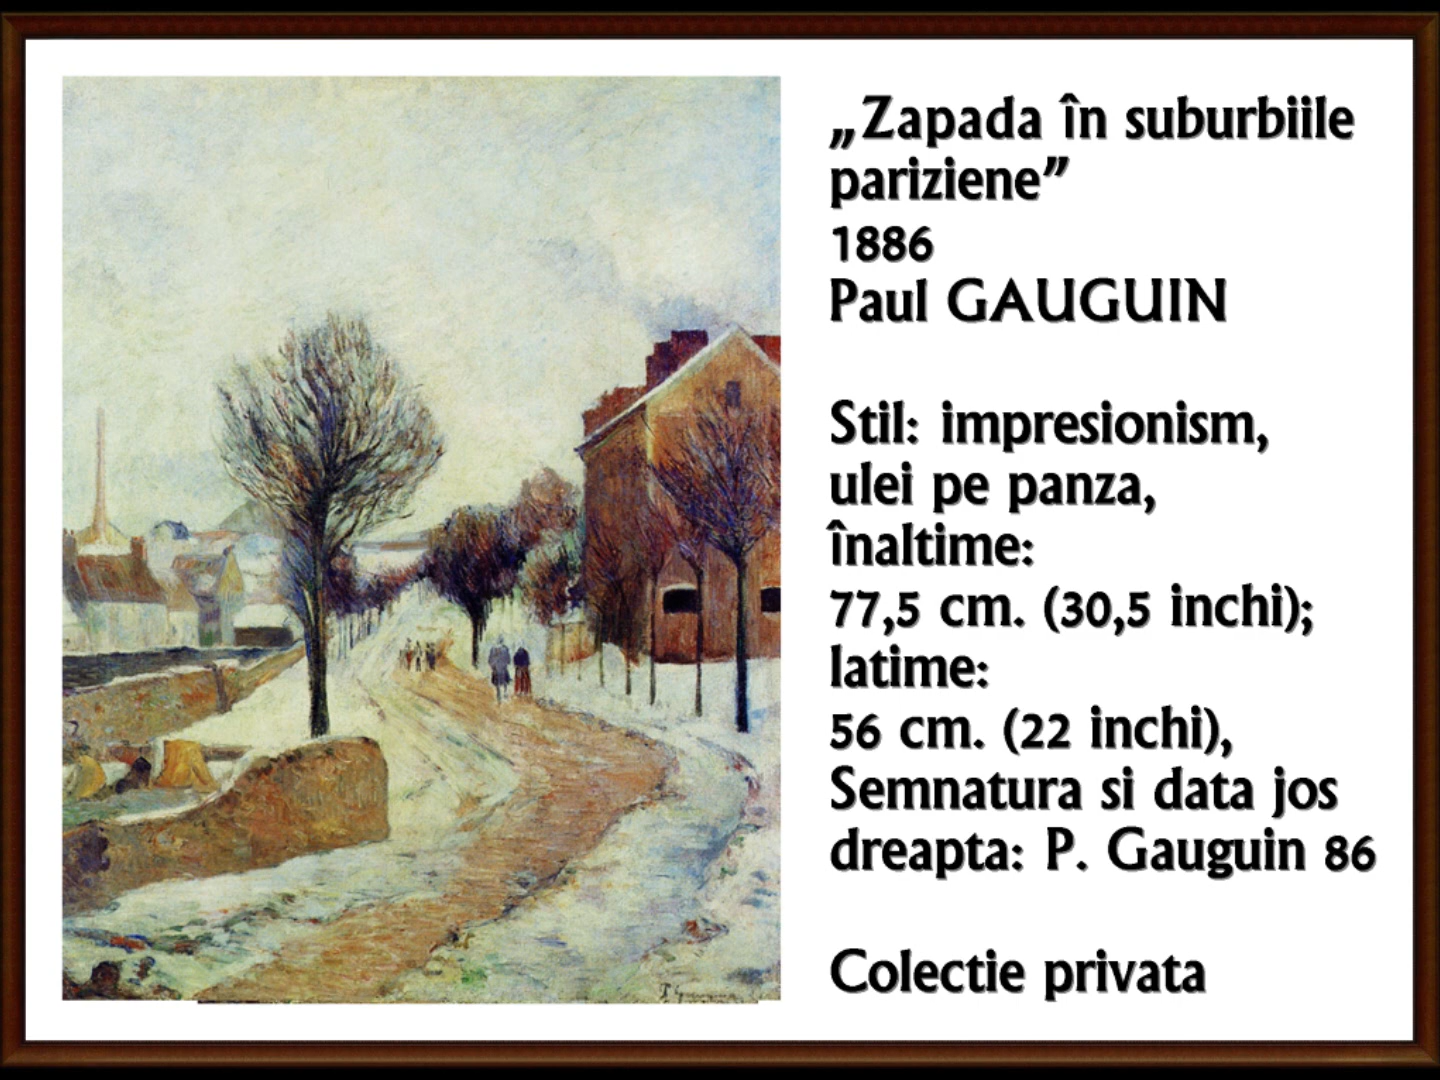 „Zapada în suburbiile
pariziene”
1886
Paul GAUGUIN
Stil: impresionism,
ulei pe panza,
înaltime:
77,5 cm. (30,5 inchi);
latime:
56 cm. (22 inchi),
Semnatura si data jos
dreapta: P. Gauguin 86
Colectie privata